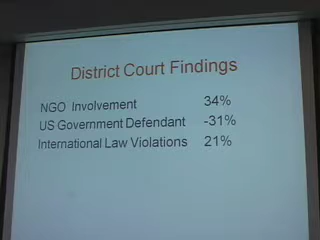 District Court Findings
NGO Involvement 34%
US Government Defendant -31%
International Law Violations 21%